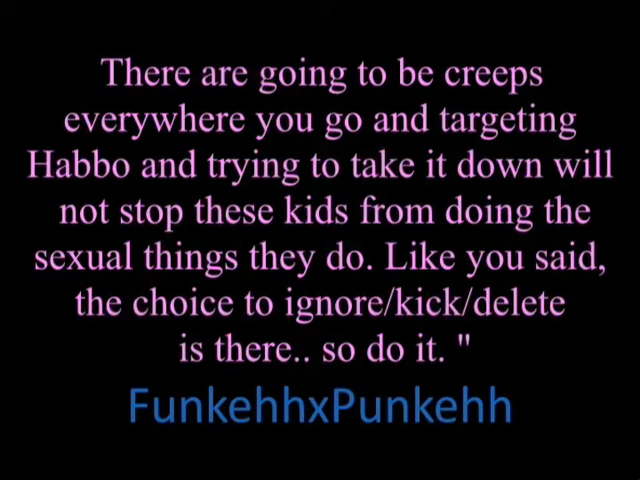 There are going to be creeps
everywhere you go and targeting
Habbo and trying to take it down will
not stop these kids from doing the
sexual things they do. Like you said,
the choice to ignore/kick/delete
is there.. so do it. "
FunkehhxPunkehh